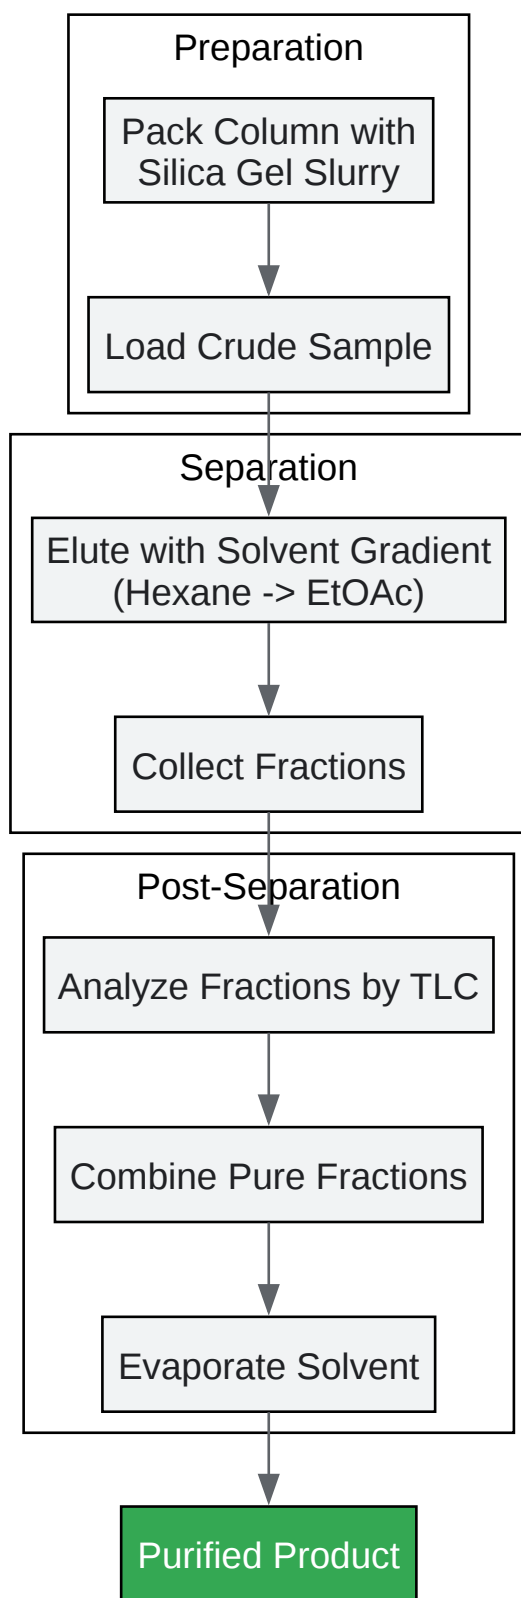 Preparation
Pack Column with
Silica Gel Slurry
Load Crude Sample
Separation
Elute with Solvent Gradient
(Hexane -> EtOAc)
Collect Fractions
Post-Separation
Analyze Fractions by TLC
Combine Pure Fractions
Evaporate Solvent
Purified Product